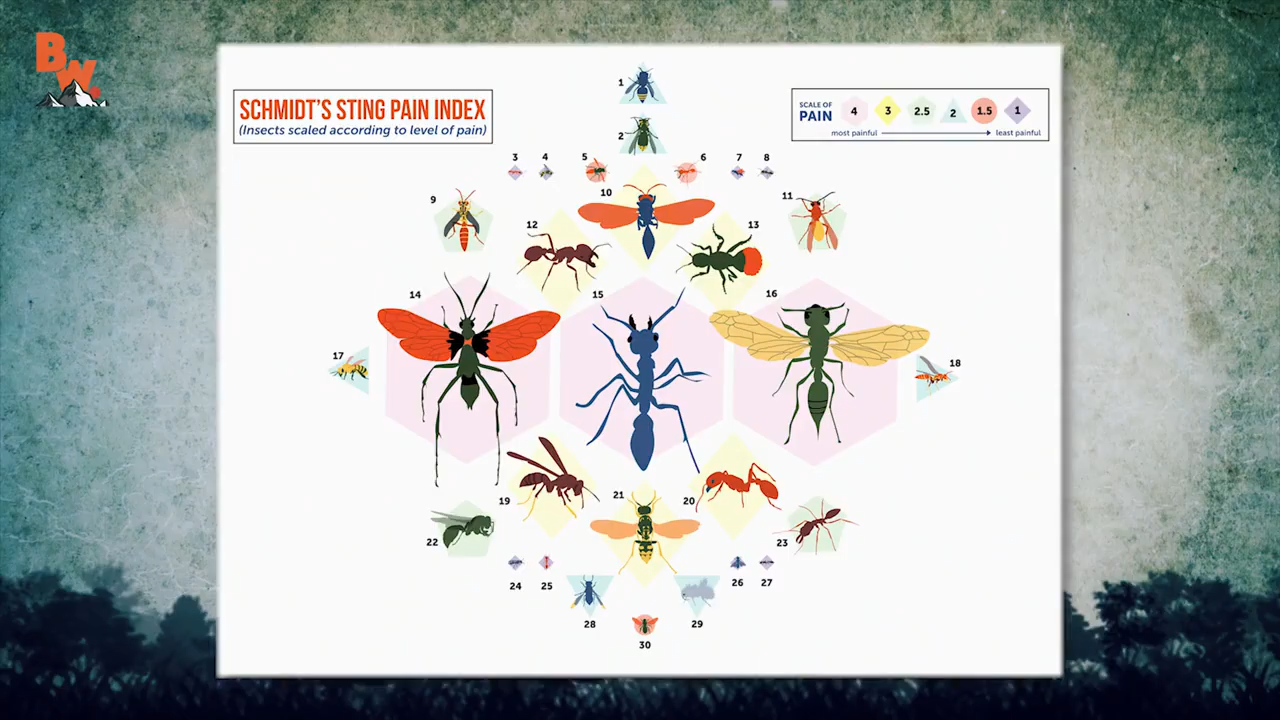 BW.
SCHMIDT'S STING PAIN INDEX
(Insects scaled according to level of pain)
SCALE OF
PAIN
4 3 2.5 2 1.5 1
most painful least painful
1
2
3 4 5 6 7 8
9 10 11
12 13
14 15 16
17 18
19 21 20
22 23
24 25 26 27
28 29
30